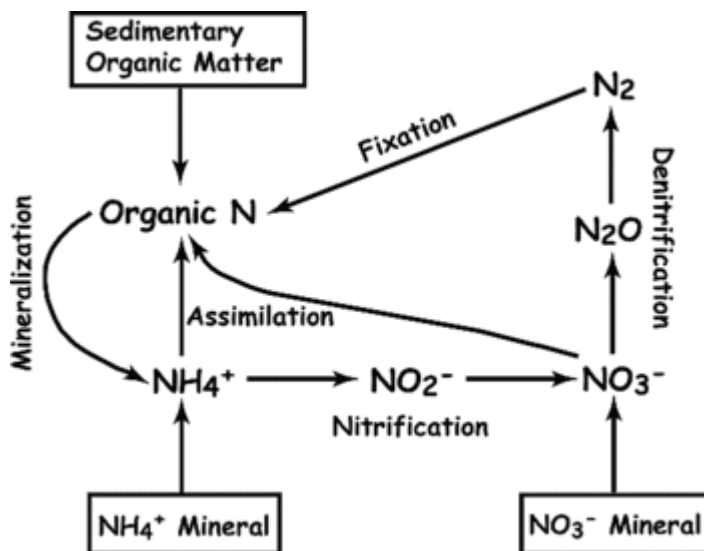 Sedimentary
Organic Matter
N₂
Fixation
Denitrification
Organic N
N₂O
Mineralization
Assimilation
NH₄⁺
NO₂⁻
NO₃⁻
Nitrification
NH₄⁺ Mineral
NO₃⁻ Mineral